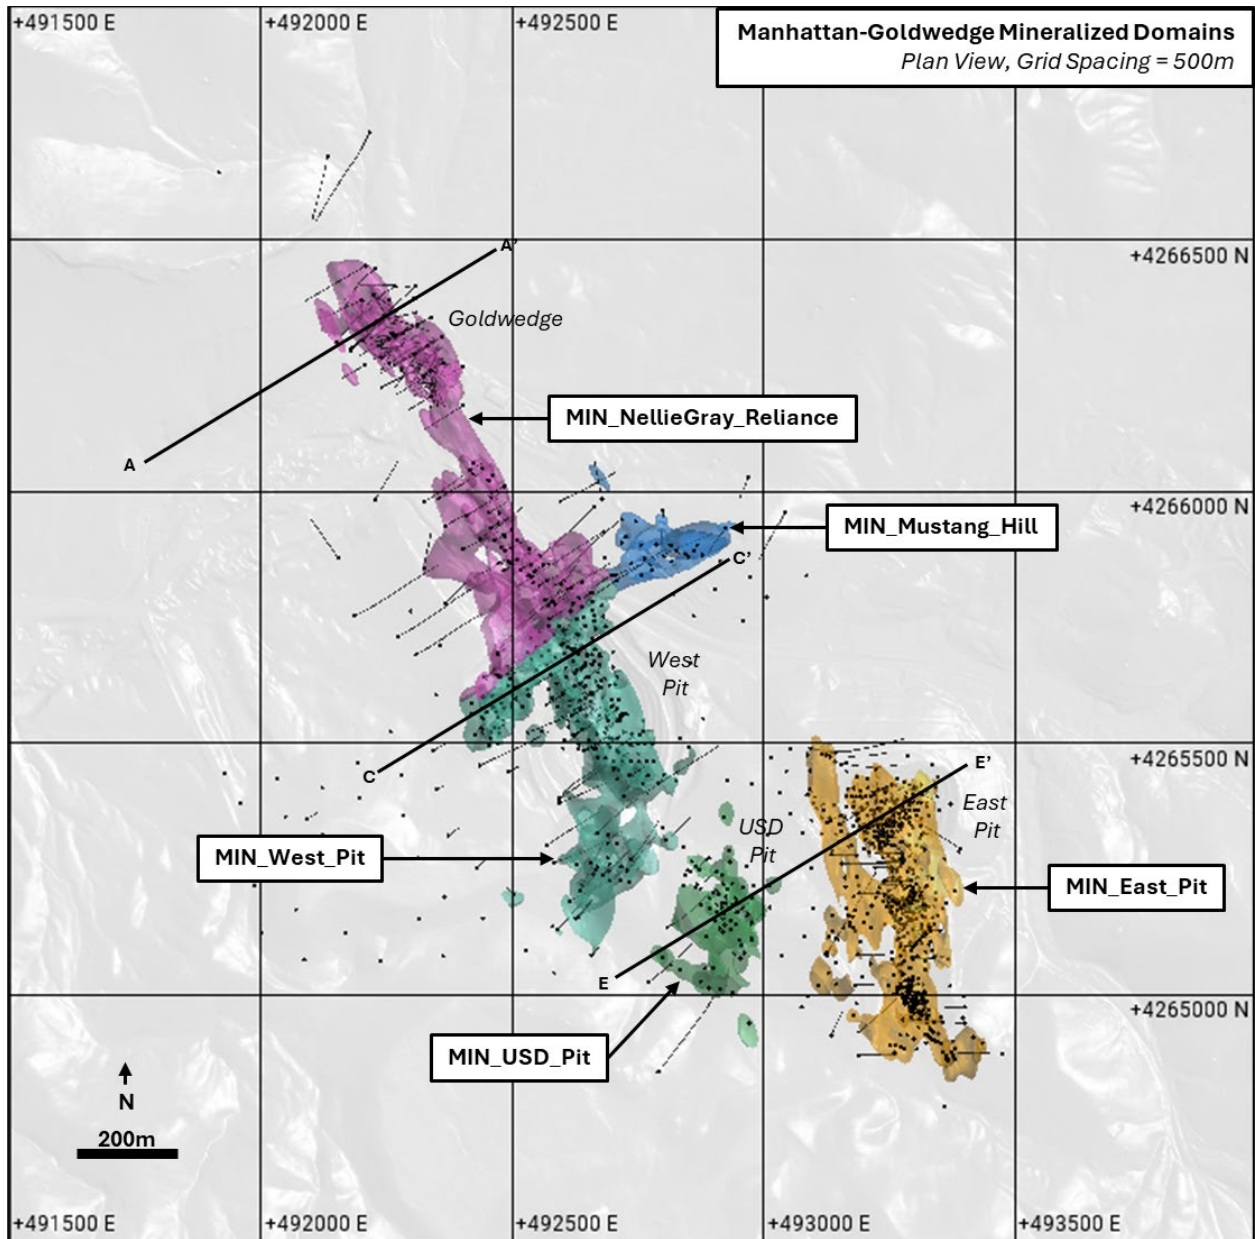 +491500 E
+492000 E
+492500 E
Manhattan-Goldwedge Mineralized Domains
Plan View, Grid Spacing = 500m
A'
+4266500 N
Goldwedge
MIN_NellieGray_Reliance
A
+4266000 N
MIN_Mustang_Hill
C'
West
Pit
+4265500 N
C
E'
East
Pit
USD
Pit
MIN_West_Pit
MIN_East_Pit
E
+4265000 N
MIN_USD_Pit
N
200m
+491500 E
+492000 E
+492500 E
+493000 E
+493500 E